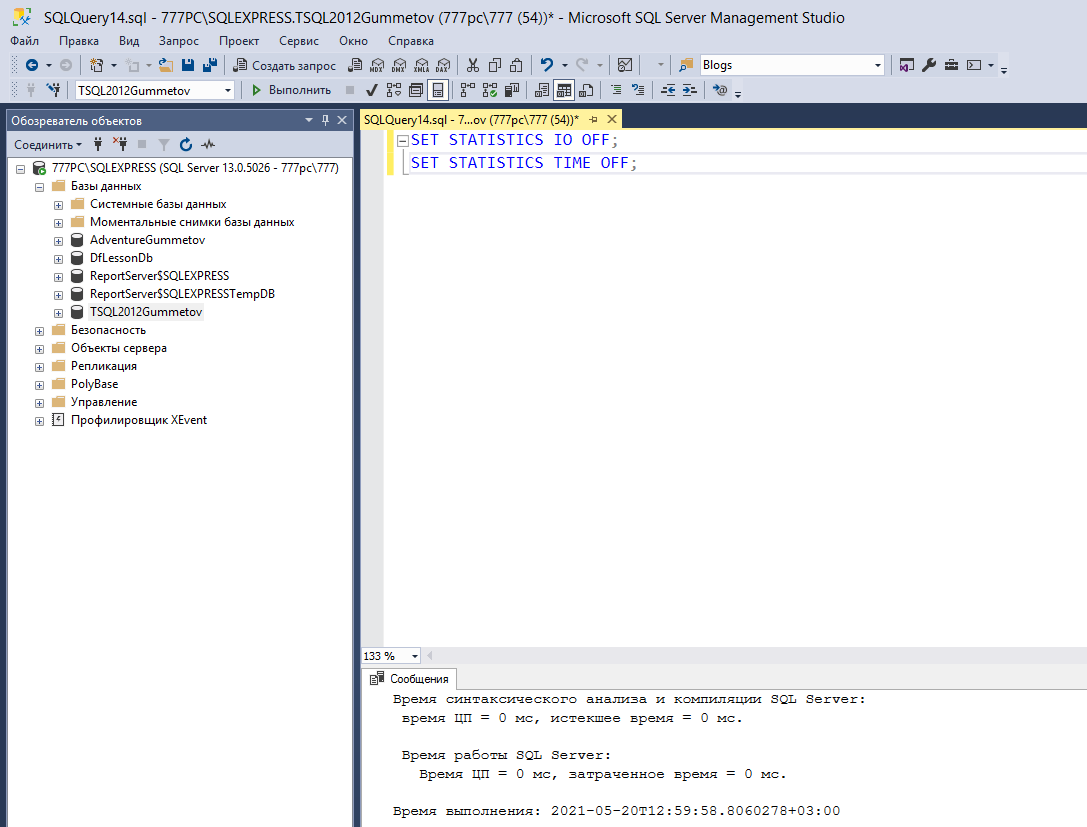 SQLQuery14.sql - 777PC\SQLEXPRESS.TSQL2012Gummetov (777pc\777 (54))* - Microsoft SQL Server Management Studio
Файл Правка Вид Запрос Проект Сервис Окно Справка
Создать запрос MDX DMX XMLA DAX Blogs
TSQL2012Gummetov Выполнить
Обозреватель объектов
SQLQuery14.sql - 7...ov (777pc\777 (54))*
Соединить
777PC\SQLEXPRESS (SQL Server 13.0.5026 - 777pc\777)
Базы данных
Системные базы данных
Моментальные снимки базы данных
AdventureGummetov
DfLessonDb
ReportServer$SQLEXPRESS
ReportServer$SQLEXPRESSTempDB
TSQL2012Gummetov
Безопасность
Объекты сервера
Репликация
PolyBase
Управление
Профилировщик XEvent
SET STATISTICS IO OFF;
SET STATISTICS TIME OFF;
133 %
Сообщения
Время синтаксического анализа и компиляции SQL Server:
время ЦП = 0 мс, истекшее время = 0 мс.
Время работы SQL Server:
Время ЦП = 0 мс, затраченное время = 0 мс.
Время выполнения: 2021-05-20T12:59:58.8060278+03:00